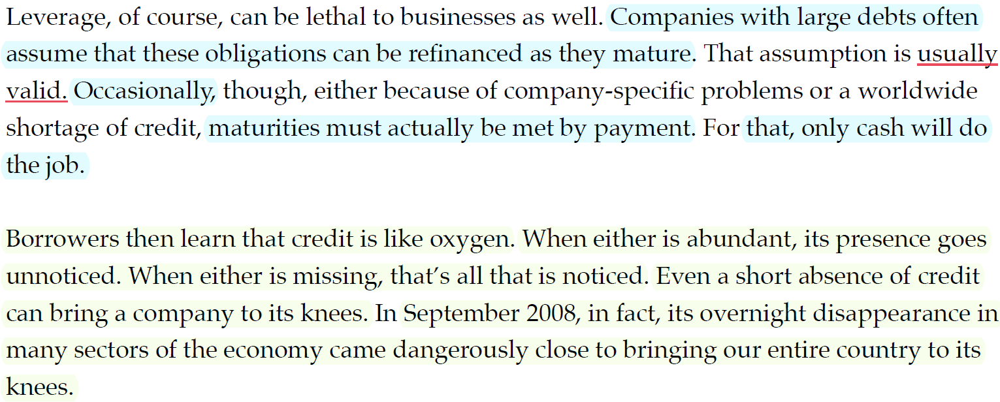 Leverage, of course, can be lethal to businesses as well. Companies with large debts often
assume that these obligations can be refinanced as they mature. That assumption is usually
valid. Occasionally, though, either because of company-specific problems or a worldwide
shortage of credit, maturities must actually be met by payment. For that, only cash will do
the job.
Borrowers then learn that credit is like oxygen. When either is abundant, its presence goes
unnoticed. When either is missing, that’s all that is noticed. Even a short absence of credit
can bring a company to its knees. In September 2008, in fact, its overnight disappearance in
many sectors of the economy came dangerously close to bringing our entire country to its
knees.